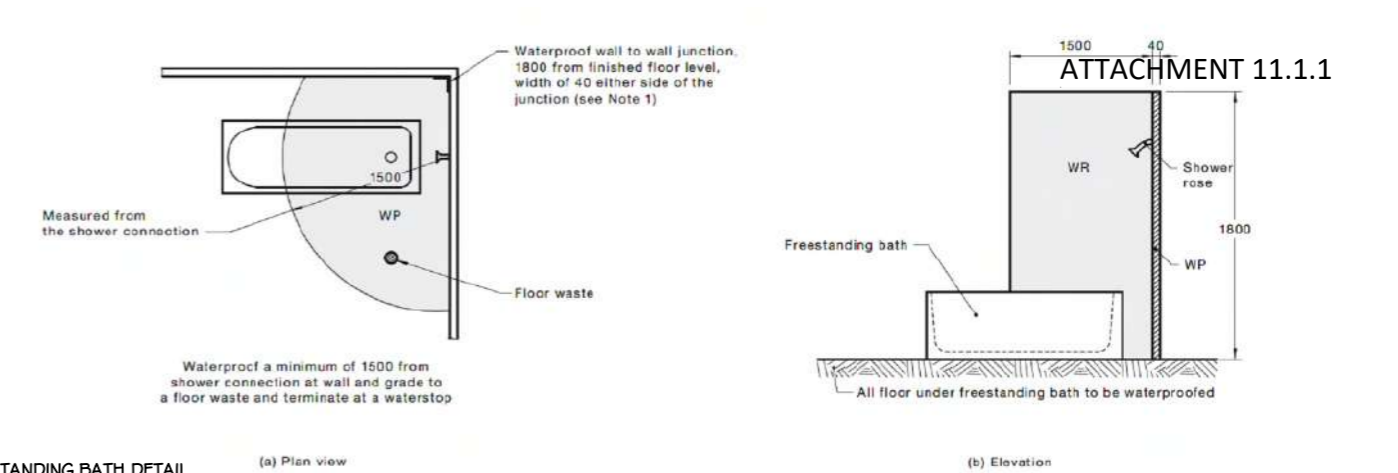 Waterproof wall to wall junction,
1800 from finished floor level,
width of 40 either side of the
junction (see Note 1)
1500
Measured from
the shower connection
WP
Floor waste
Waterproof a minimum of 1500 from
shower connection at wall and grade to
a floor waste and terminate at a waterstop
(a) Plan view
TANDING BATH DETAIL
1500
40
ATTACHMENT 11.1.1
WR
Shower
rose
1800
Freestanding bath
WP
All floor under freestanding bath to be waterproofed
(b) Elevation